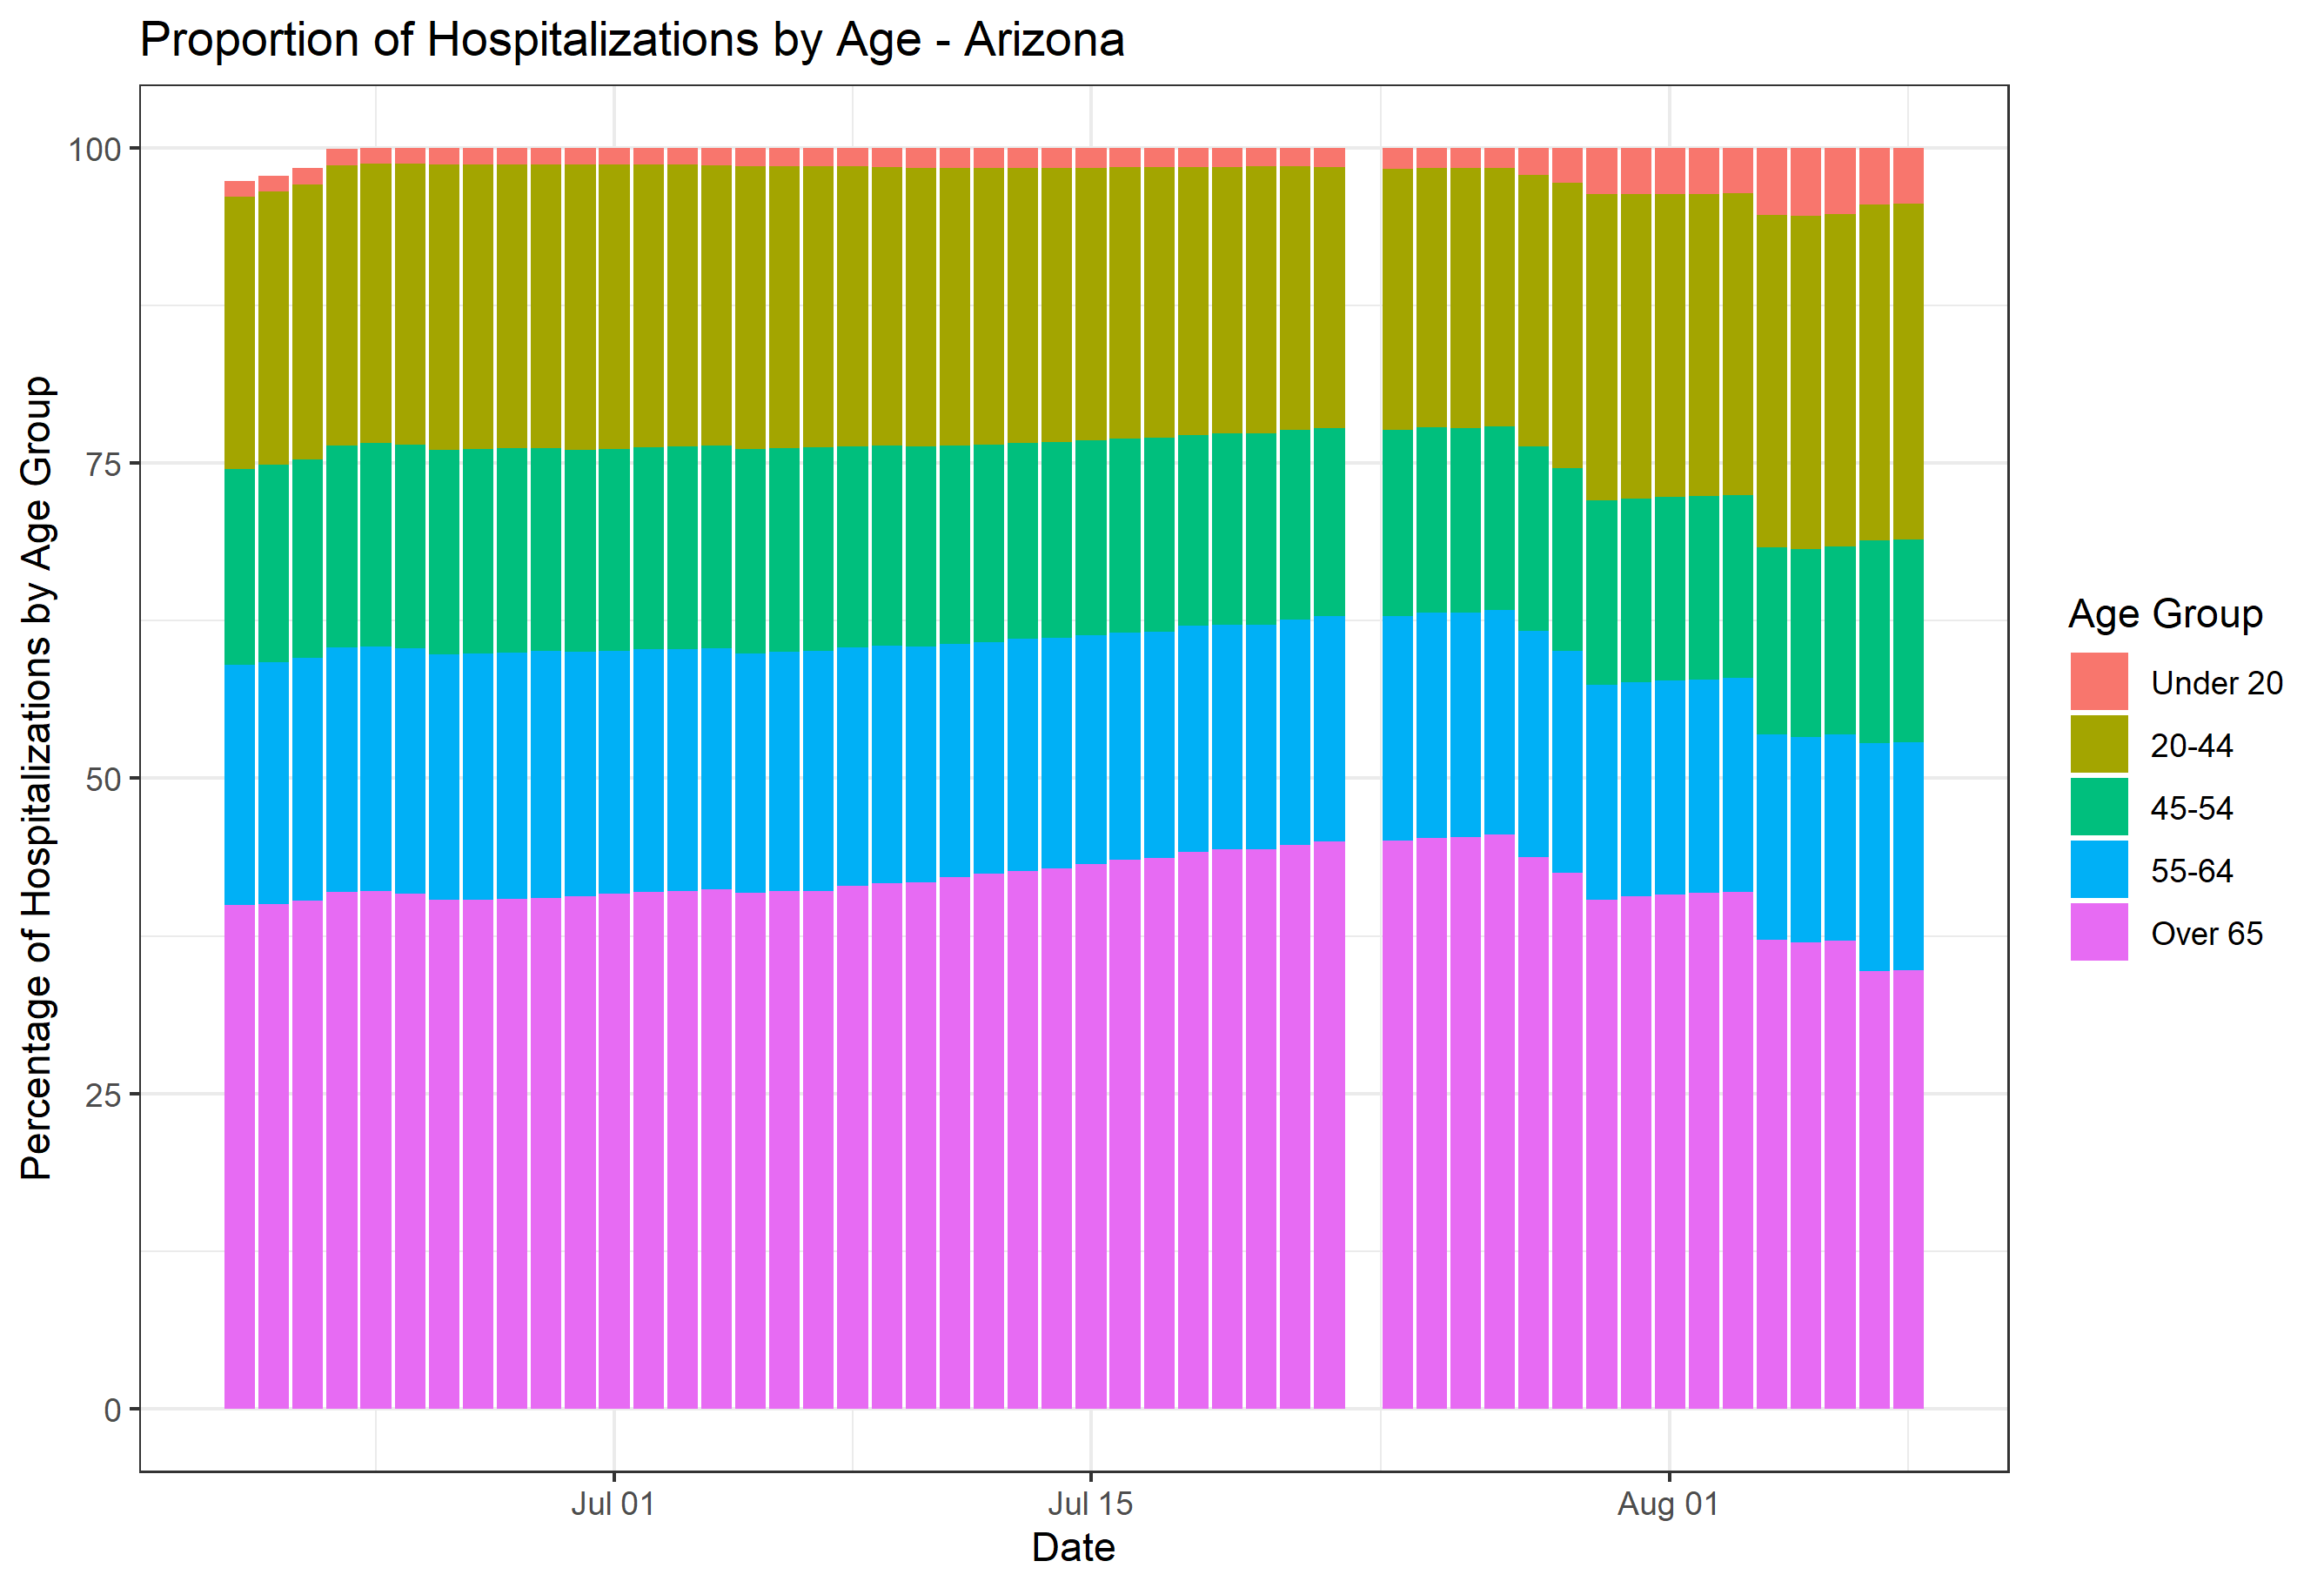 Proportion of Hospitalizations by Age - Arizona
Percentage of Hospitalizations by Age Group
100
75
50
25
0
Jul 01
Jul 15
Aug 01
Date
Age Group
Under 20
20-44
45-54
55-64
Over 65